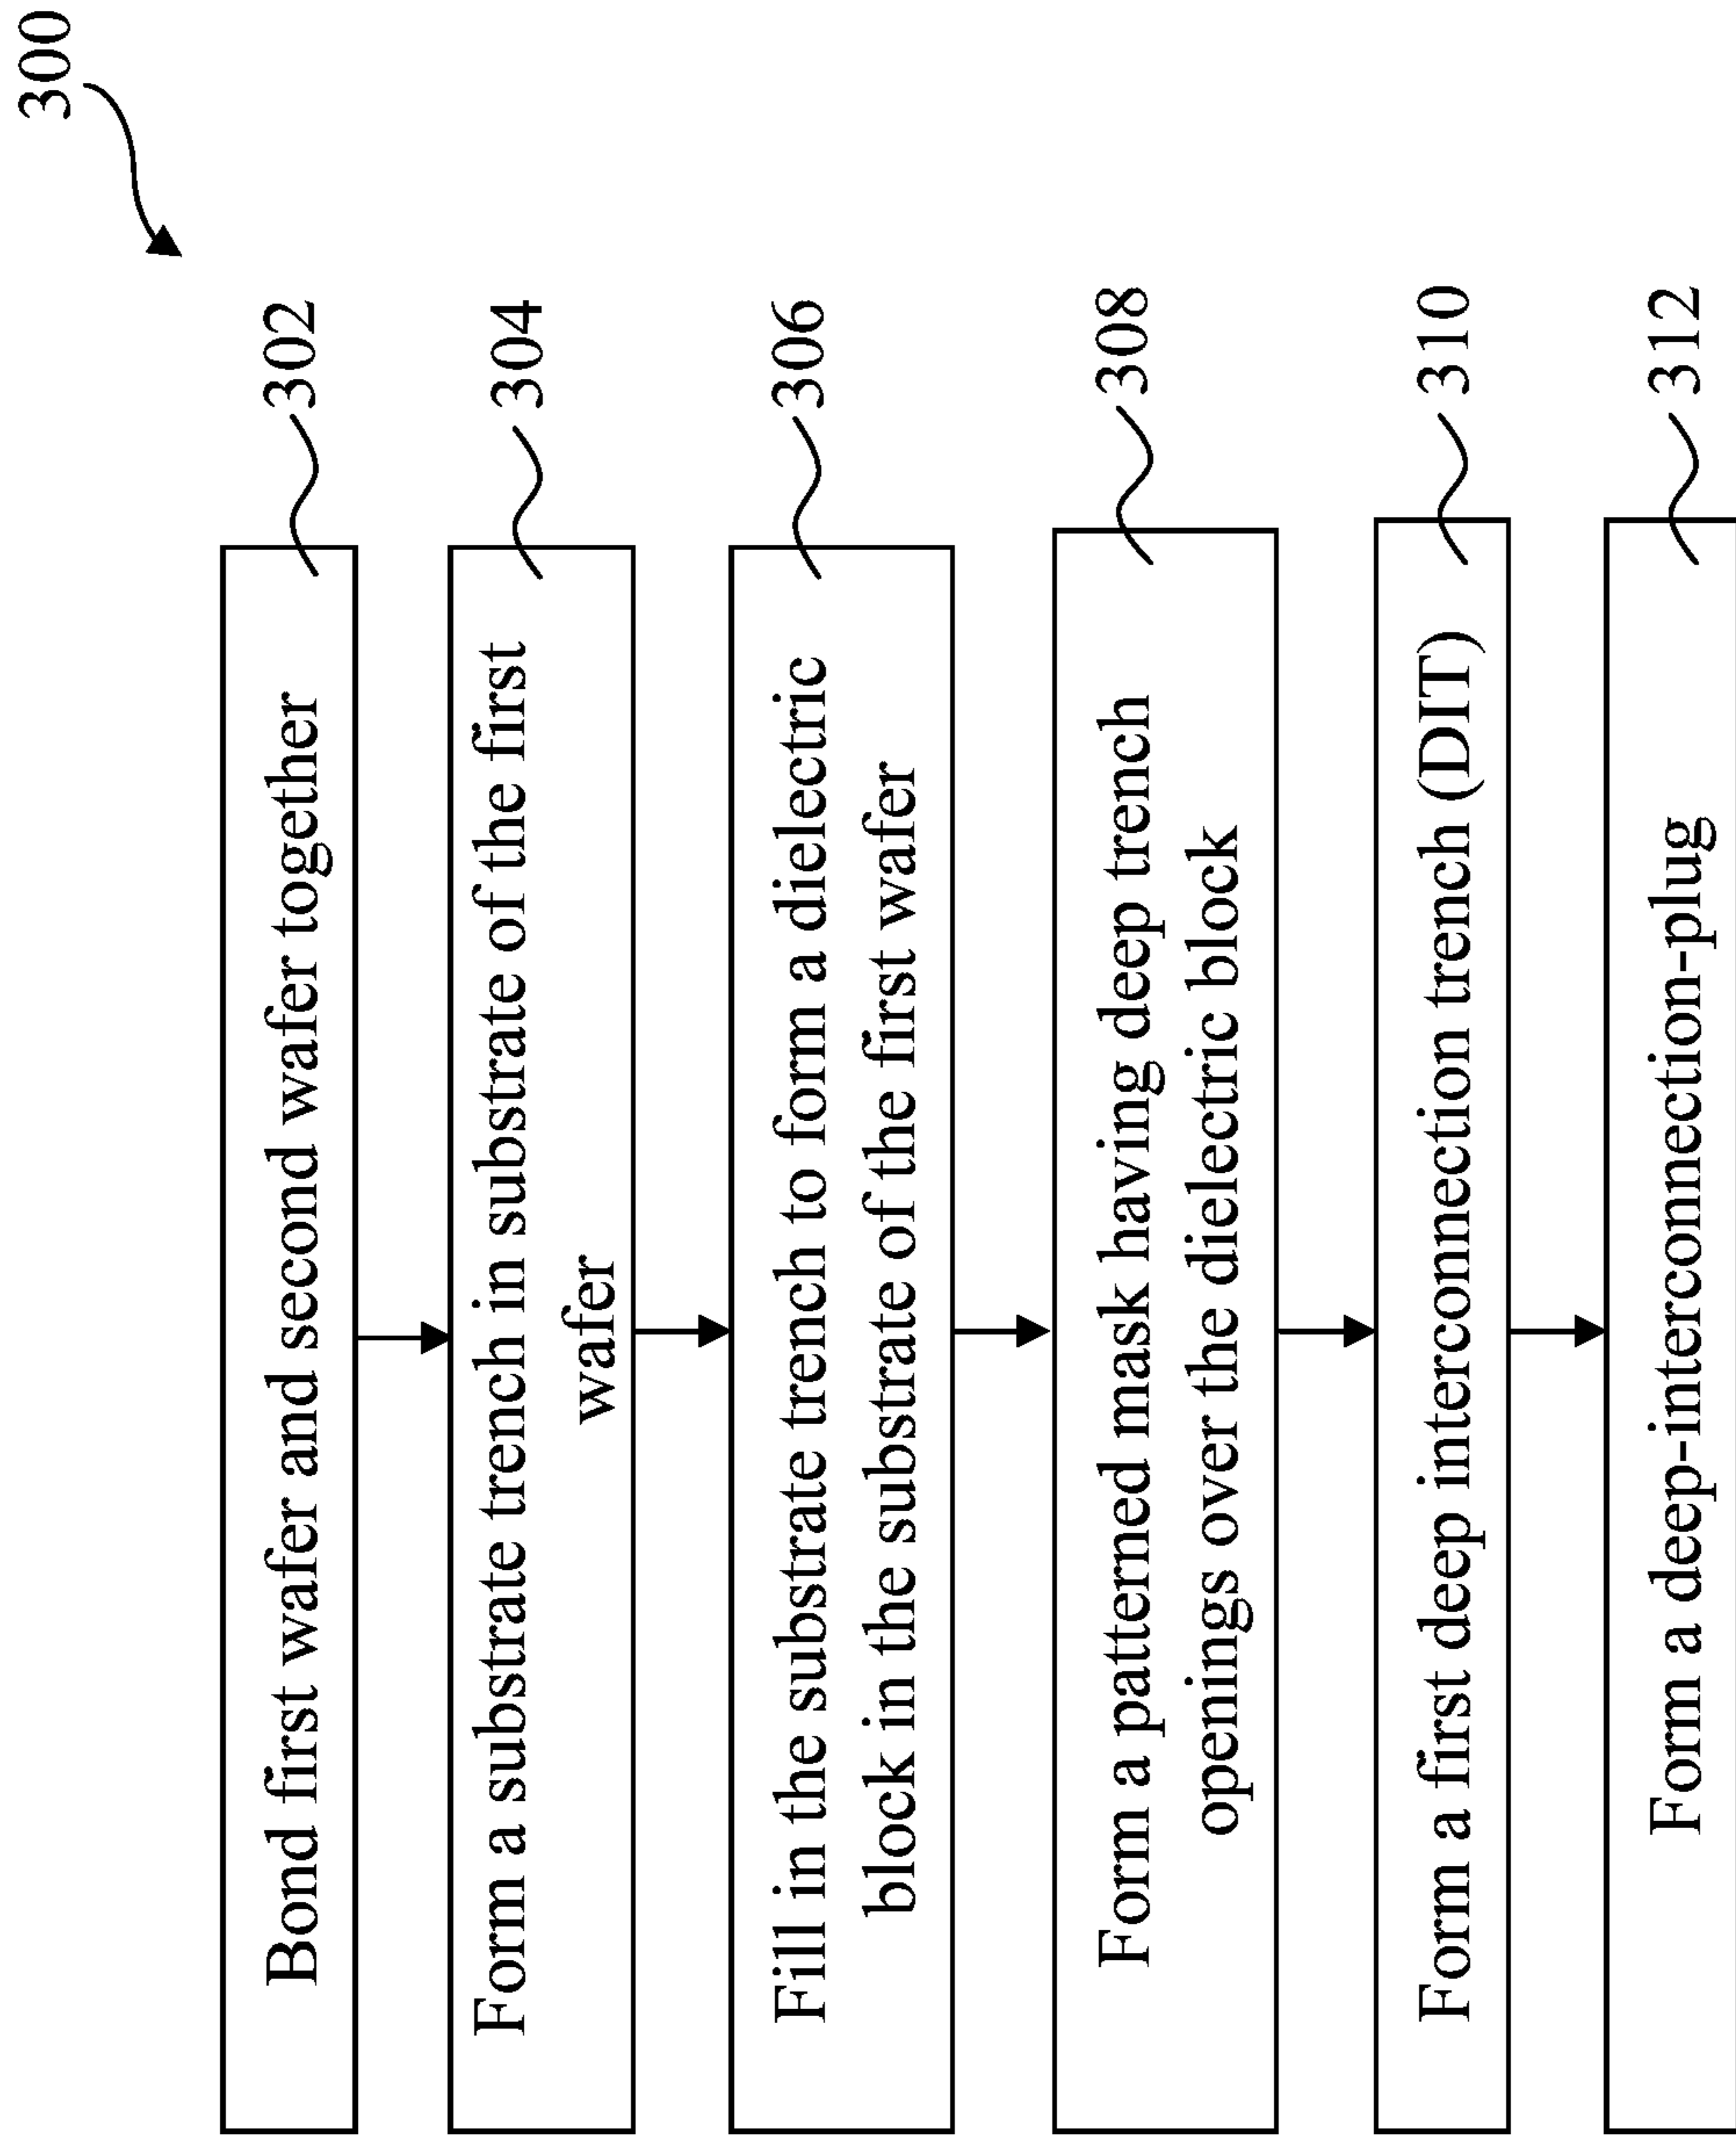 300
Bond first wafer and second wafer together
302
Form a substrate trench in substrate of the first
wafer
304
Fill in the substrate trench to form a dielectric
block in the substrate of the first wafer
306
Form a patterned mask having deep trench
openings over the dielectric block
308
Form a first deep interconnection trench (DIT)
310
Form a deep-interconnection-plug
312